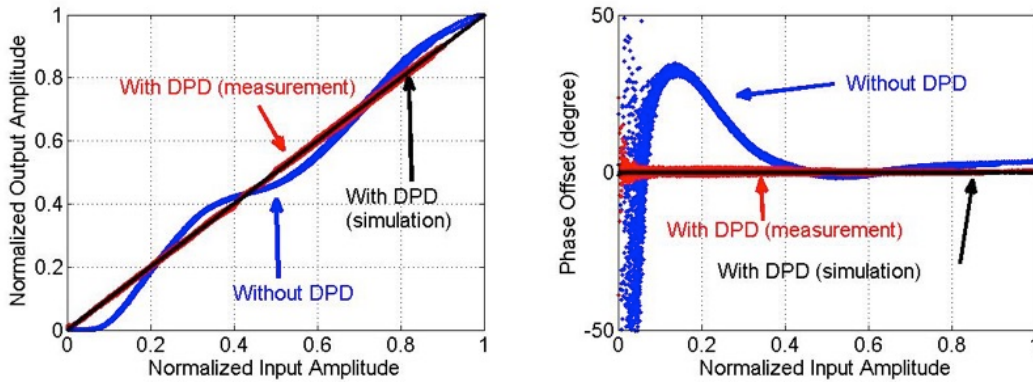 1
0.8
0.6
0.4
0.2
0
0
0.2
0.4
0.6
0.8
1
Normalized Output Amplitude
Normalized Input Amplitude
With DPD (measurement)
With DPD
(simulation)
Without DPD
50
0
-50
0
0.2
0.4
0.6
0.8
1
Phase Offset (degree)
Normalized Input Amplitude
Without DPD
With DPD (measurement)
With DPD (simulation)